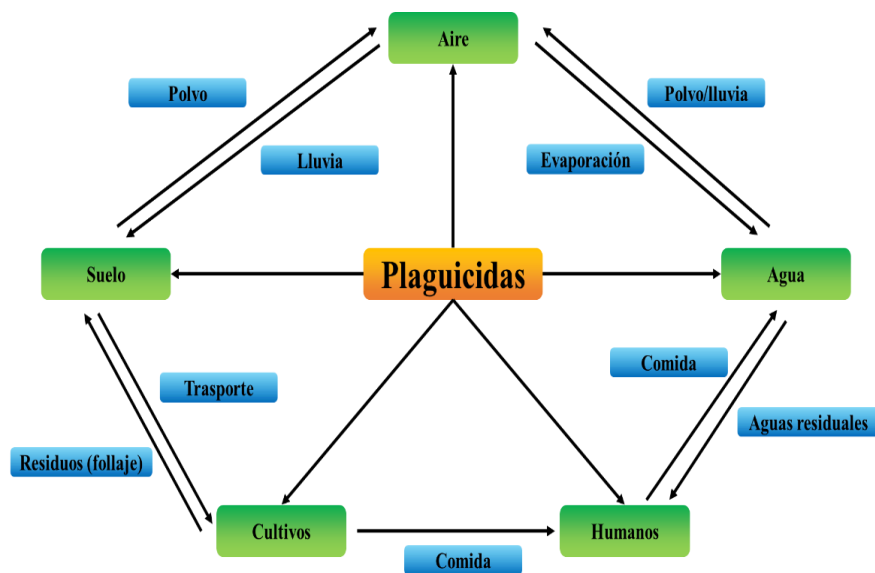 Aire
Polvo
Polvo/lluvia
Lluvia
Evaporación
Suelo
Plaguicidas
Agua
Trasporte
Comida
Residuos (follaje)
Aguas residuales
Cultivos
Humanos
Comida